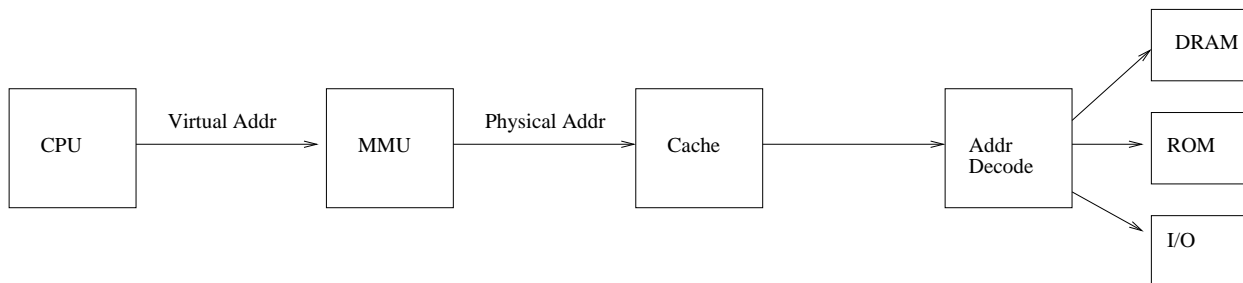 DRAM
Virtual Addr
Physical Addr
CPU
MMU
Cache
Addr
Decode
ROM
I/O